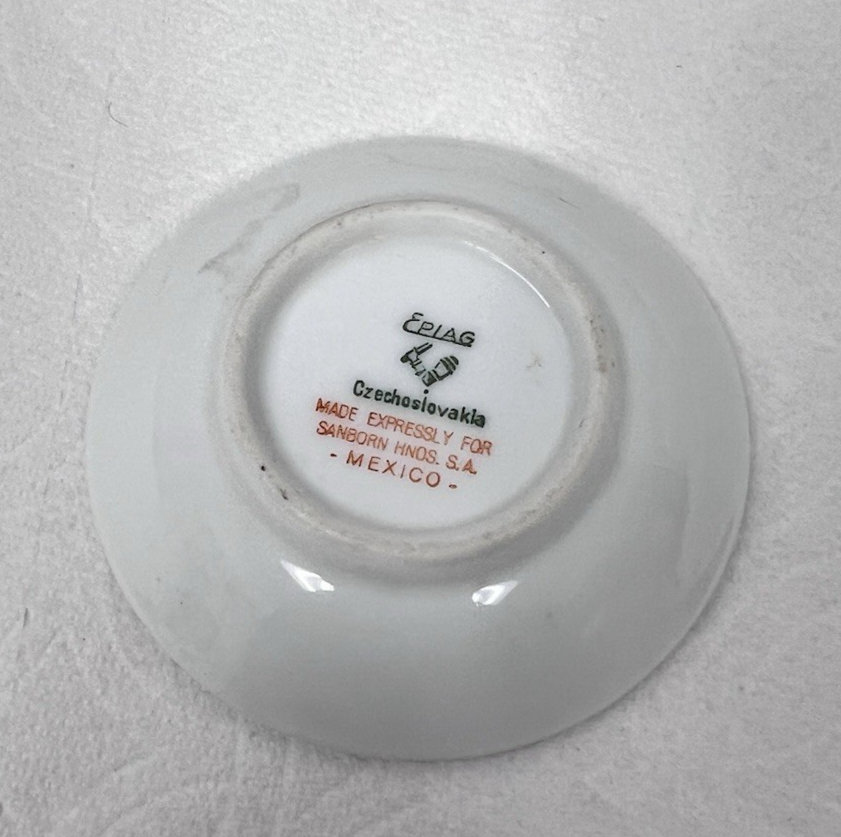 EPIAG
Czechoslovakia
MADE EXPRESSLY FOR
SANBORN HNOS. S.A.
- MEXICO -